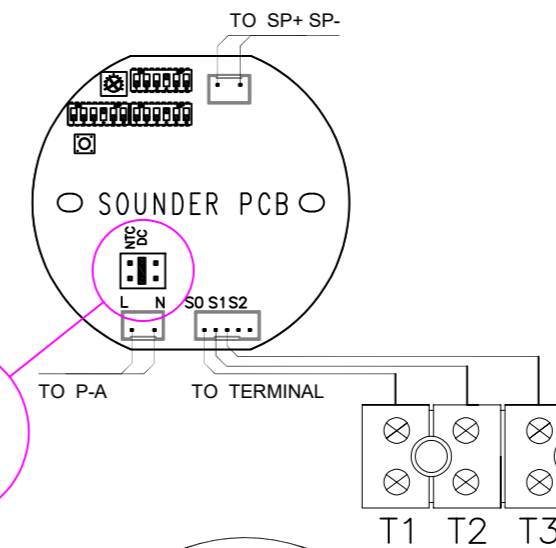 TO SP+ SP-
SOUNDER PCB
NTC
DC
L N S0 S1 S2
TO P-A TO TERMINAL
T1 T2 T3